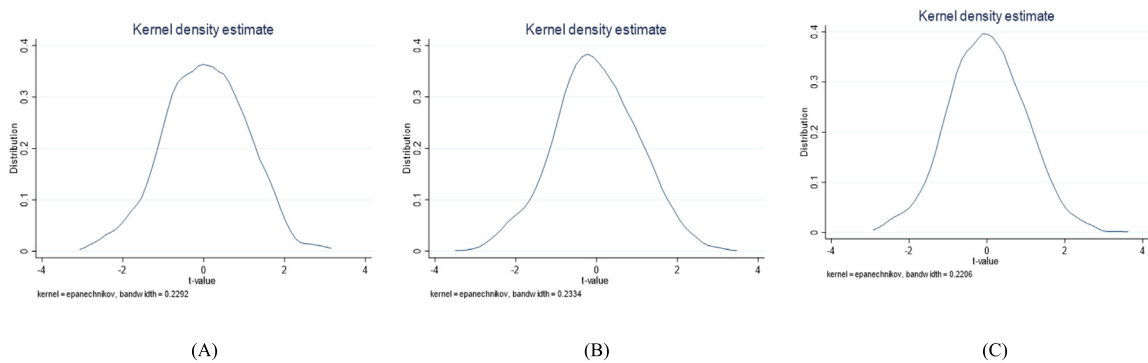 Kernel density estimate
Distribution
0.4
0.3
0.2
0.1
0
-4 -2 0 2 4
t-value
kernel = epanechnikov, bandwidth = 0.2292
(A)
Kernel density estimate
Distribution
0.4
0.3
0.2
0.1
0
-4 -2 0 2 4
t-value
kernel = epanechnikov, bandwidth = 0.2334
(B)
Kernel density estimate
Distribution
0.4
0.3
0.2
0.1
0
-4 -2 0 2 4
t-value
kernel = epanechnikov, bandwidth = 0.2206
(C)